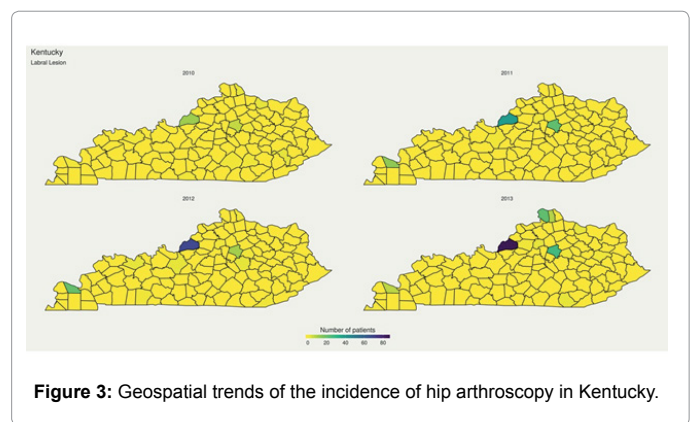 Kentucky
Labral Lesion
2010
2011
2012
2013
Number of patients
0 20 40 60 80
Figure 3: Geospatial trends of the incidence of hip arthroscopy in Kentucky.